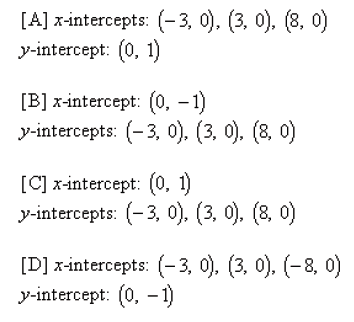 [A] x-intercepts: (−3, 0), (3, 0), (8, 0)
y-intercept: (0, 1)
[B] x-intercept: (0, −1)
y-intercepts: (−3, 0), (3, 0), (8, 0)
[C] x-intercept: (0, 1)
y-intercepts: (−3, 0), (3, 0), (8, 0)
[D] x-intercepts: (−3, 0), (3, 0), (−8, 0)
y-intercept: (0, −1)